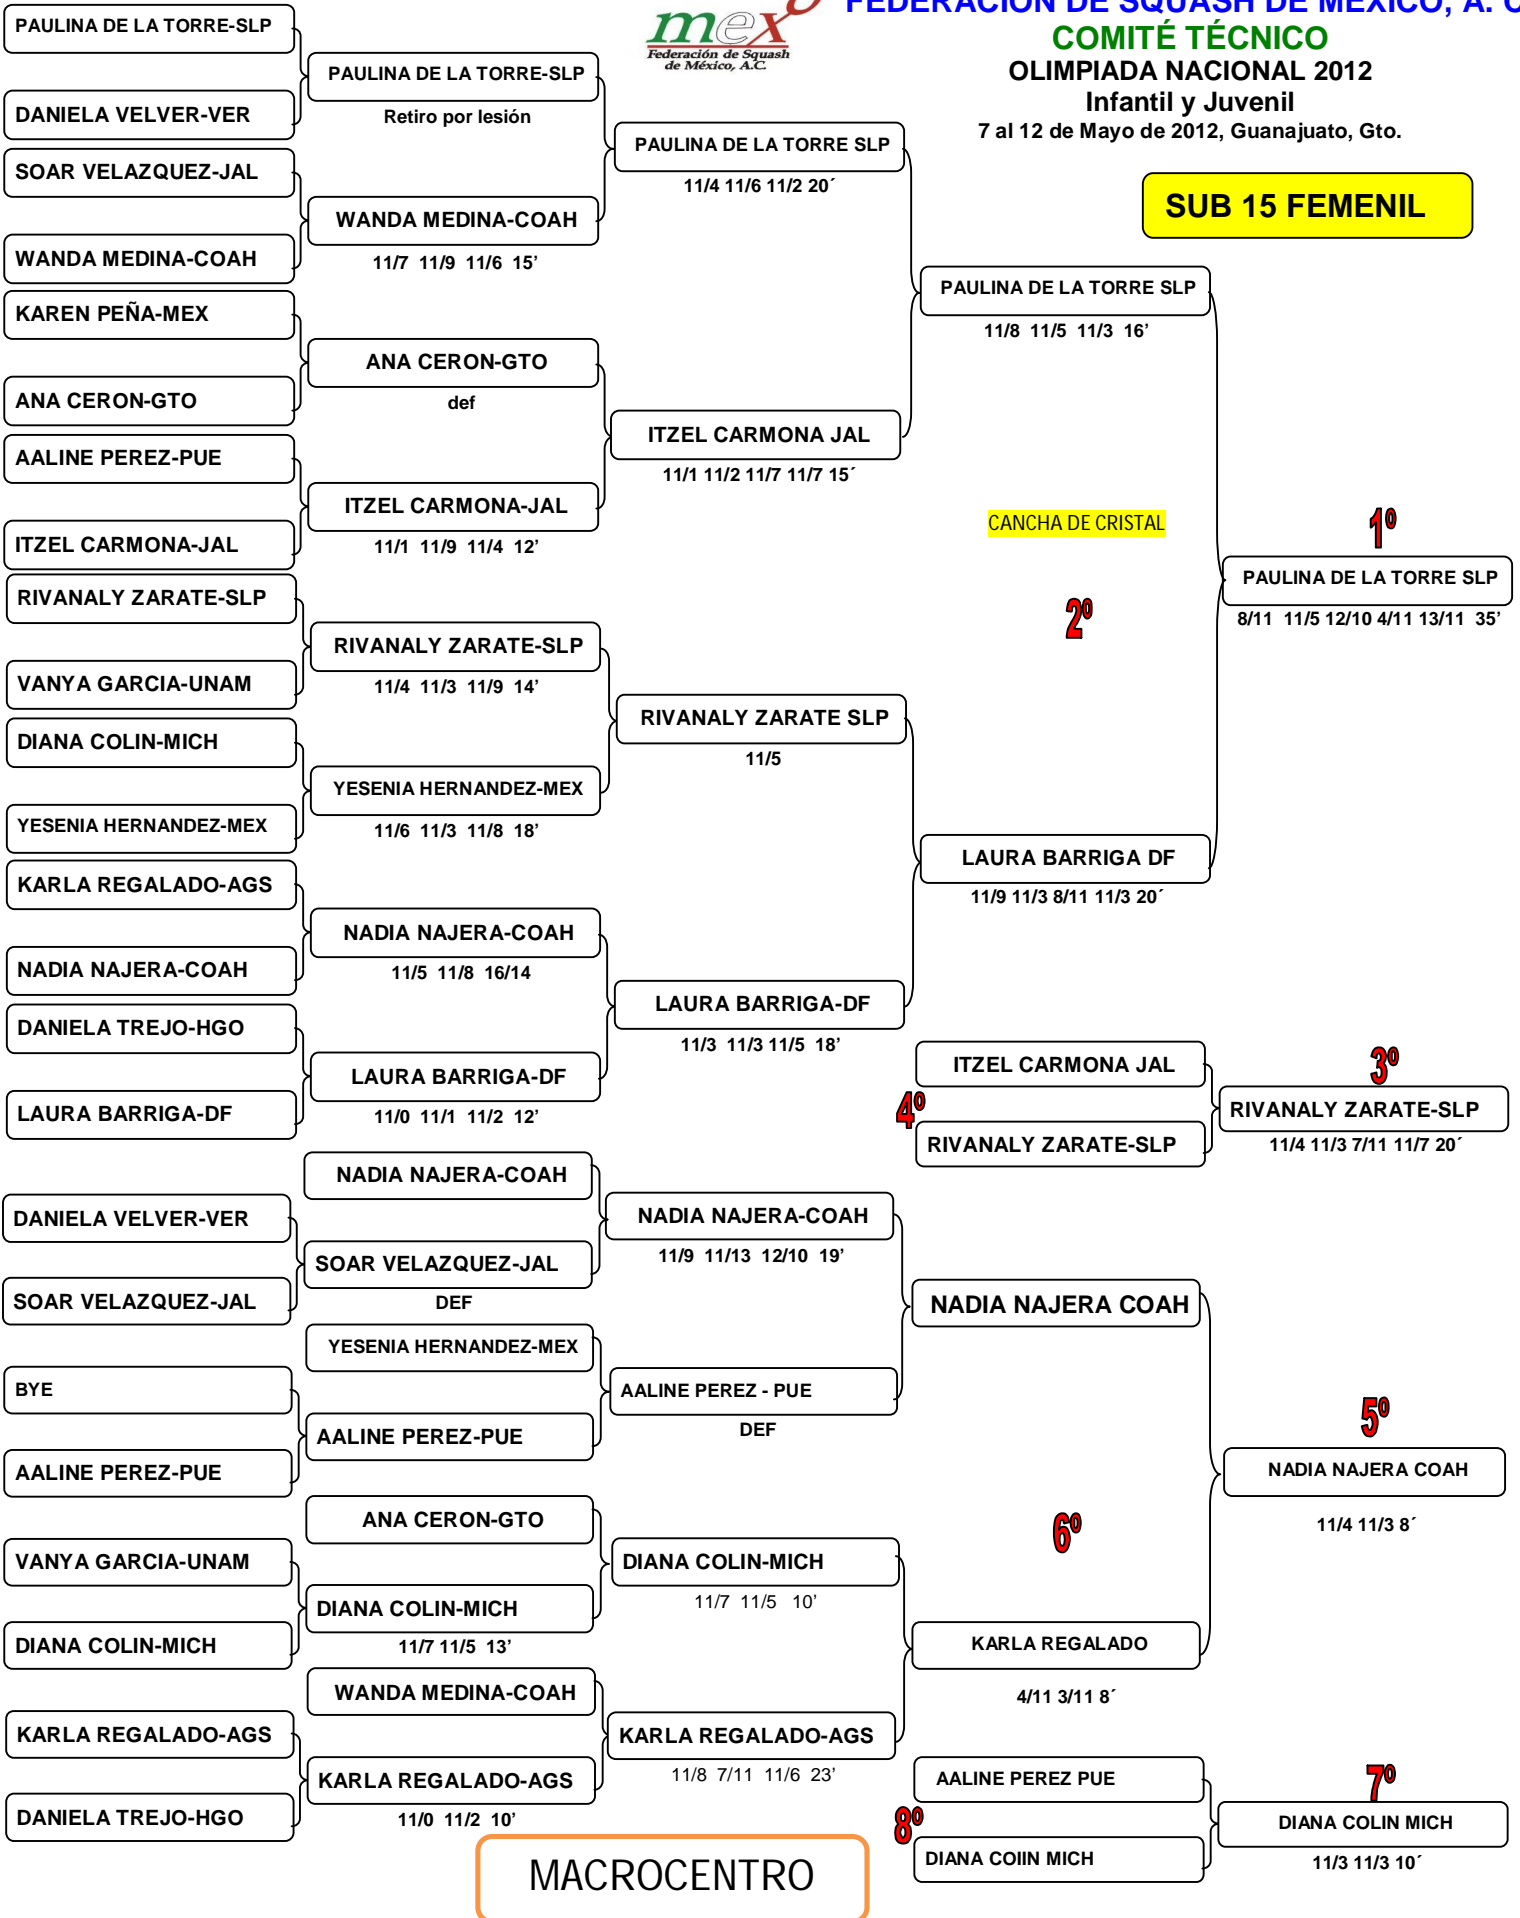 mex
Federación de Squash
de México, A.C.
FEDERACIÓN DE SQUASH DE MÉXICO, A. C
COMITÉ TÉCNICO
OLIMPIADA NACIONAL 2012
Infantil y Juvenil
7 al 12 de Mayo de 2012, Guanajuato, Gto.
SUB 15 FEMENIL
PAULINA DE LA TORRE-SLP
DANIELA VELVER-VER
SOAR VELAZQUEZ-JAL
WANDA MEDINA-COAH
KAREN PEÑA-MEX
ANA CERON-GTO
AALINE PEREZ-PUE
ITZEL CARMONA-JAL
RIVANALY ZARATE-SLP
VANYA GARCIA-UNAM
DIANA COLIN-MICH
YESENIA HERNANDEZ-MEX
KARLA REGALADO-AGS
NADIA NAJERA-COAH
DANIELA TREJO-HGO
LAURA BARRIGA-DF
PAULINA DE LA TORRE-SLP
Retiro por lesión
WANDA MEDINA-COAH
11/7 11/9 11/6 15’
ANA CERON-GTO
def
ITZEL CARMONA-JAL
11/1 11/9 11/4 12’
RIVANALY ZARATE-SLP
11/4 11/3 11/9 14’
YESENIA HERNANDEZ-MEX
11/6 11/3 11/8 18’
NADIA NAJERA-COAH
11/5 11/8 16/14
LAURA BARRIGA-DF
11/0 11/1 11/2 12’
PAULINA DE LA TORRE SLP
11/4 11/6 11/2 20´
ITZEL CARMONA JAL
11/1 11/2 11/7 11/7 15´
RIVANALY ZARATE SLP
11/5
LAURA BARRIGA-DF
11/3 11/3 11/5 18’
PAULINA DE LA TORRE SLP
11/8 11/5 11/3 16’
CANCHA DE CRISTAL
2º
LAURA BARRIGA DF
11/9 11/3 8/11 11/3 20´
1º
PAULINA DE LA TORRE SLP
8/11 11/5 12/10 4/11 13/11 35’
ITZEL CARMONA JAL
4º
RIVANALY ZARATE-SLP
3º
RIVANALY ZARATE-SLP
11/4 11/3 7/11 11/7 20´
DANIELA VELVER-VER
SOAR VELAZQUEZ-JAL
BYE
AALINE PEREZ-PUE
VANYA GARCIA-UNAM
DIANA COLIN-MICH
KARLA REGALADO-AGS
DANIELA TREJO-HGO
NADIA NAJERA-COAH
SOAR VELAZQUEZ-JAL
DEF
YESENIA HERNANDEZ-MEX
AALINE PEREZ-PUE
ANA CERON-GTO
DIANA COLIN-MICH
11/7 11/5 13’
WANDA MEDINA-COAH
KARLA REGALADO-AGS
11/0 11/2 10’
NADIA NAJERA-COAH
11/9 11/13 12/10 19’
AALINE PEREZ - PUE
DEF
DIANA COLIN-MICH
11/7 11/5 10’
KARLA REGALADO-AGS
11/8 7/11 11/6 23’
NADIA NAJERA COAH
6º
KARLA REGALADO
4/11 3/11 8´
5º
NADIA NAJERA COAH
11/4 11/3 8´
AALINE PEREZ PUE
8º
DIANA COIIN MICH
7º
DIANA COLIN MICH
11/3 11/3 10´
MACROCENTRO